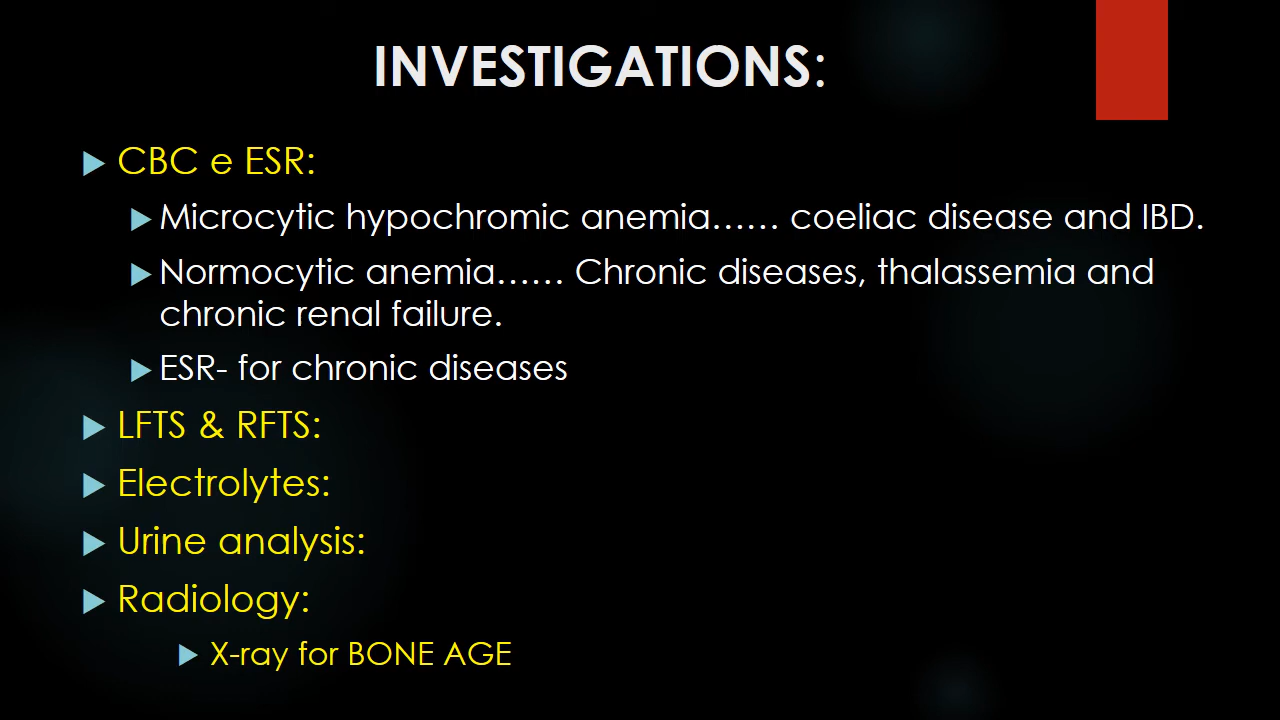 INVESTIGATIONS:
CBC e ESR:
Microcytic hypochromic anemia…… coeliac disease and IBD.
Normocytic anemia…… Chronic diseases, thalassemia and
chronic renal failure.
ESR- for chronic diseases
LFTS & RFTS:
Electrolytes:
Urine analysis:
Radiology:
X-ray for BONE AGE